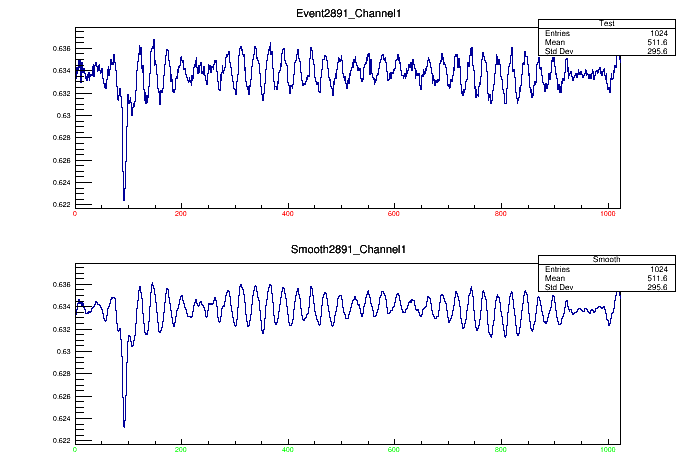 Event2891_Channel1
Test
Entries 1024
Mean 511.6
Std Dev 295.6
0.636
0.634
0.632
0.63
0.628
0.626
0.624
0.622
0 200 400 600 800 1000
Smooth2891_Channel1
Smooth
Entries 1024
Mean 511.6
Std Dev 295.6
0.636
0.634
0.632
0.63
0.628
0.626
0.624
0.622
0 200 400 600 800 1000